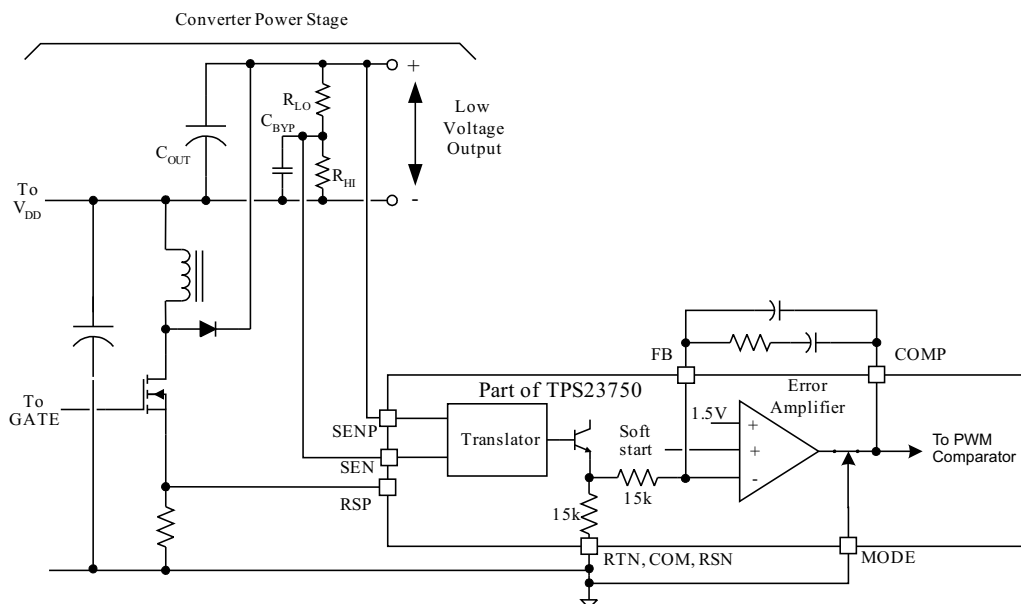 Converter Power Stage
+
R_LO
C_BYP
Low
Voltage
Output
C_OUT
R_HI
To
V_DD
-
FB
COMP
Part of TPS23750
Error
Amplifier
To
GATE
1.5V
+
SENP
Translator
Soft
start
+
To PWM
Comparator
SEN
-
15k
RSP
15k
RTN, COM, RSN
MODE